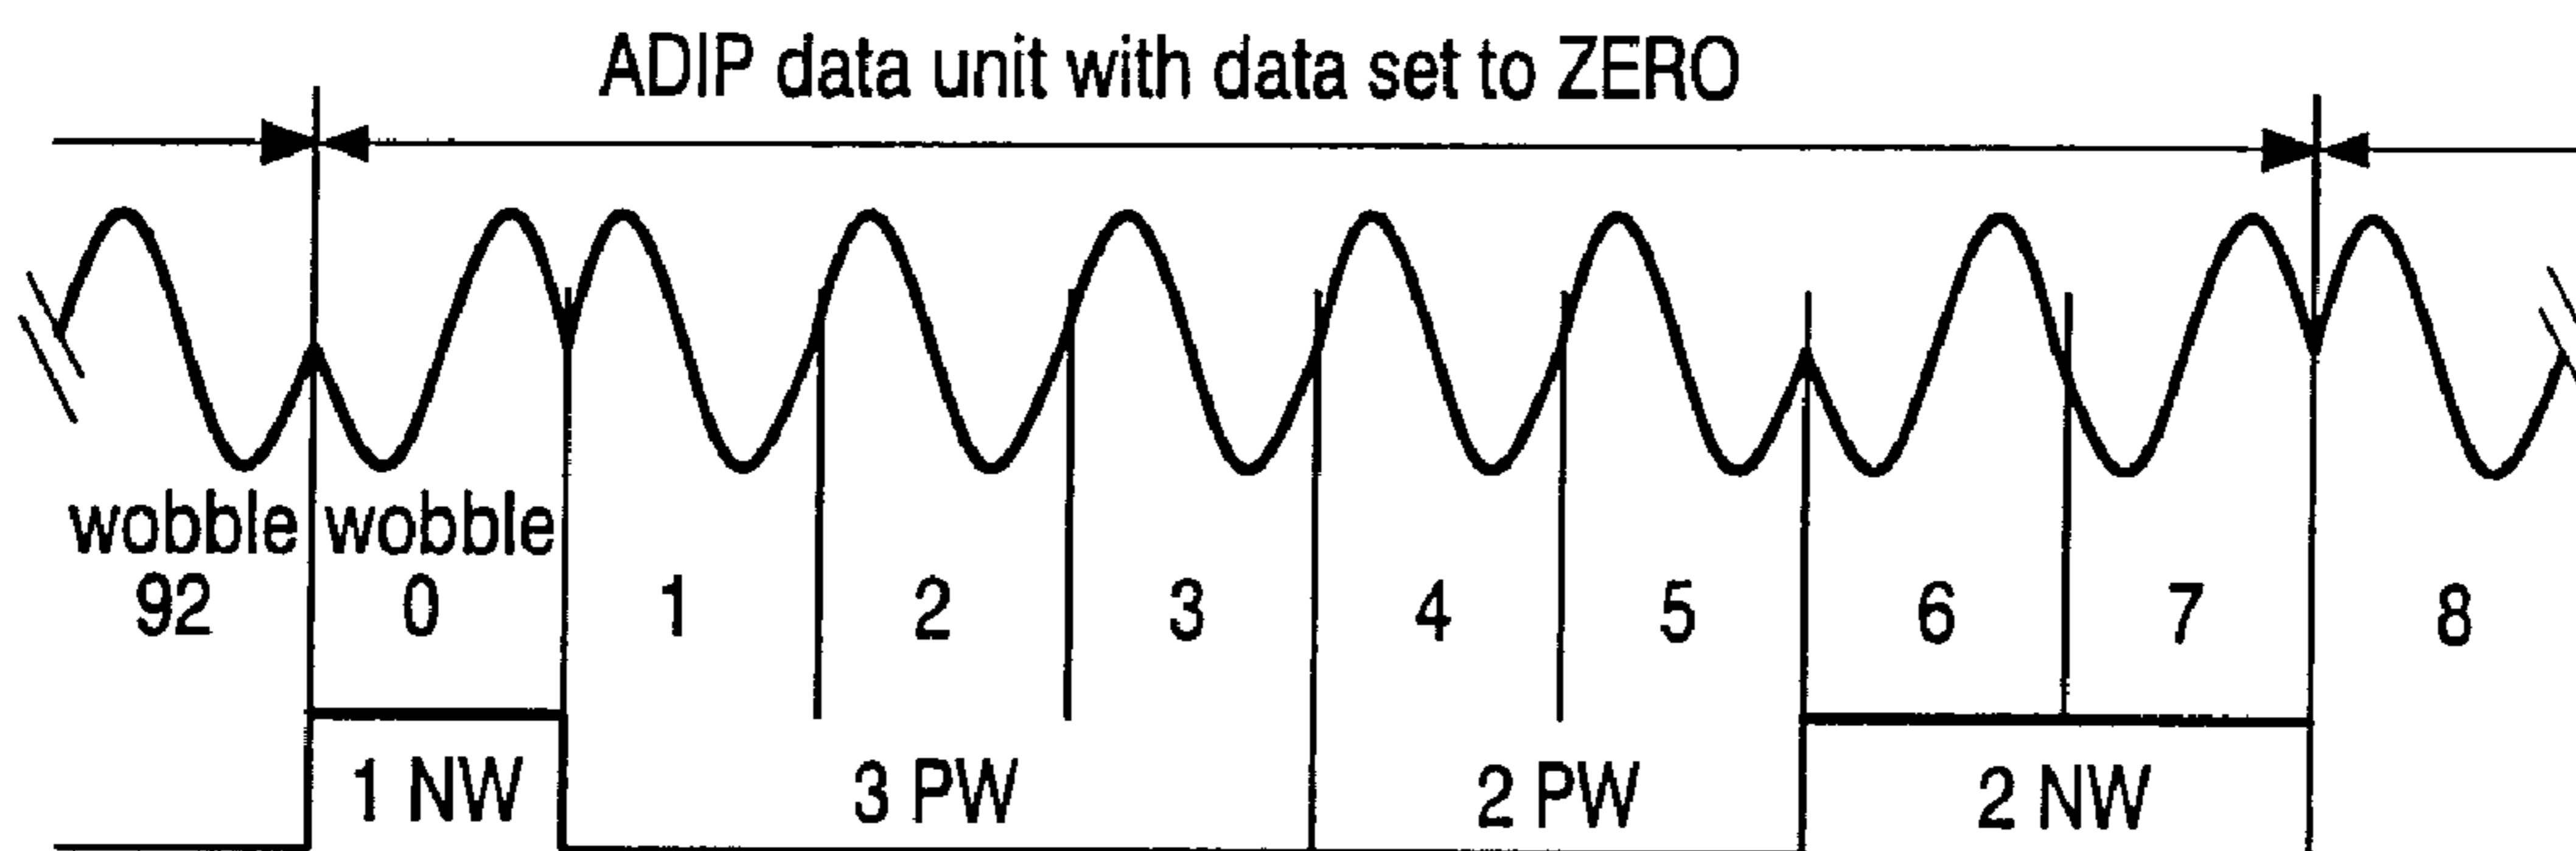 ADIP data unit with data set to ZERO
wobble wobble
92 0 1 2 3 4 5 6 7 8
1 NW 3 PW 2 PW 2 NW